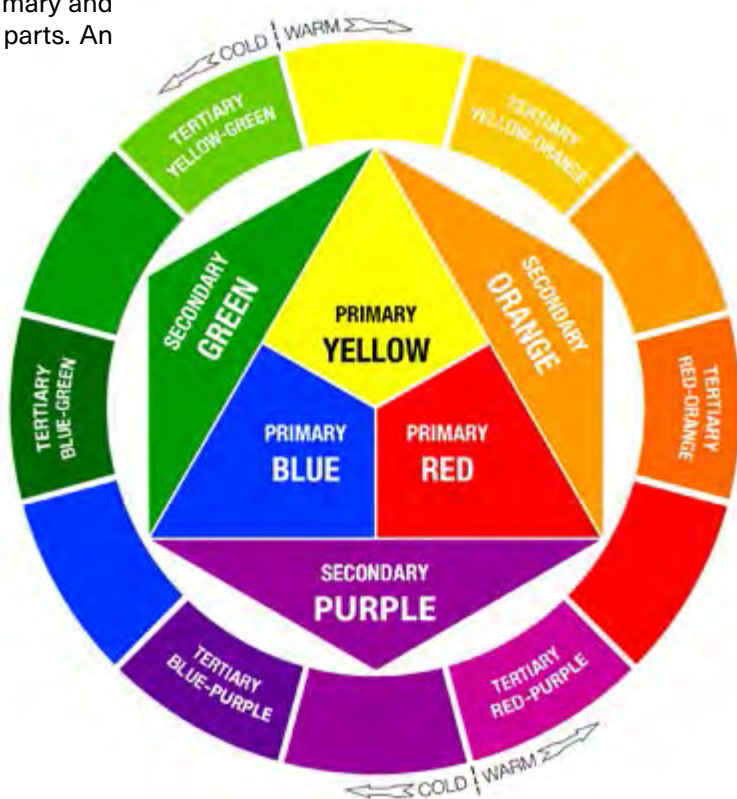 mary and
parts. An
COLD
WARM
TERTIARY
YELLOW-GREEN
TERTIARY
YELLOW-ORANGE
SECONDARY
GREEN
SECONDARY
ORANGE
PRIMARY
YELLOW
TERTIARY
BLUE-GREEN
TERTIARY
RED-ORANGE
PRIMARY
BLUE
PRIMARY
RED
SECONDARY
PURPLE
TERTIARY
BLUE-PURPLE
TERTIARY
RED-PURPLE
COLD
WARM